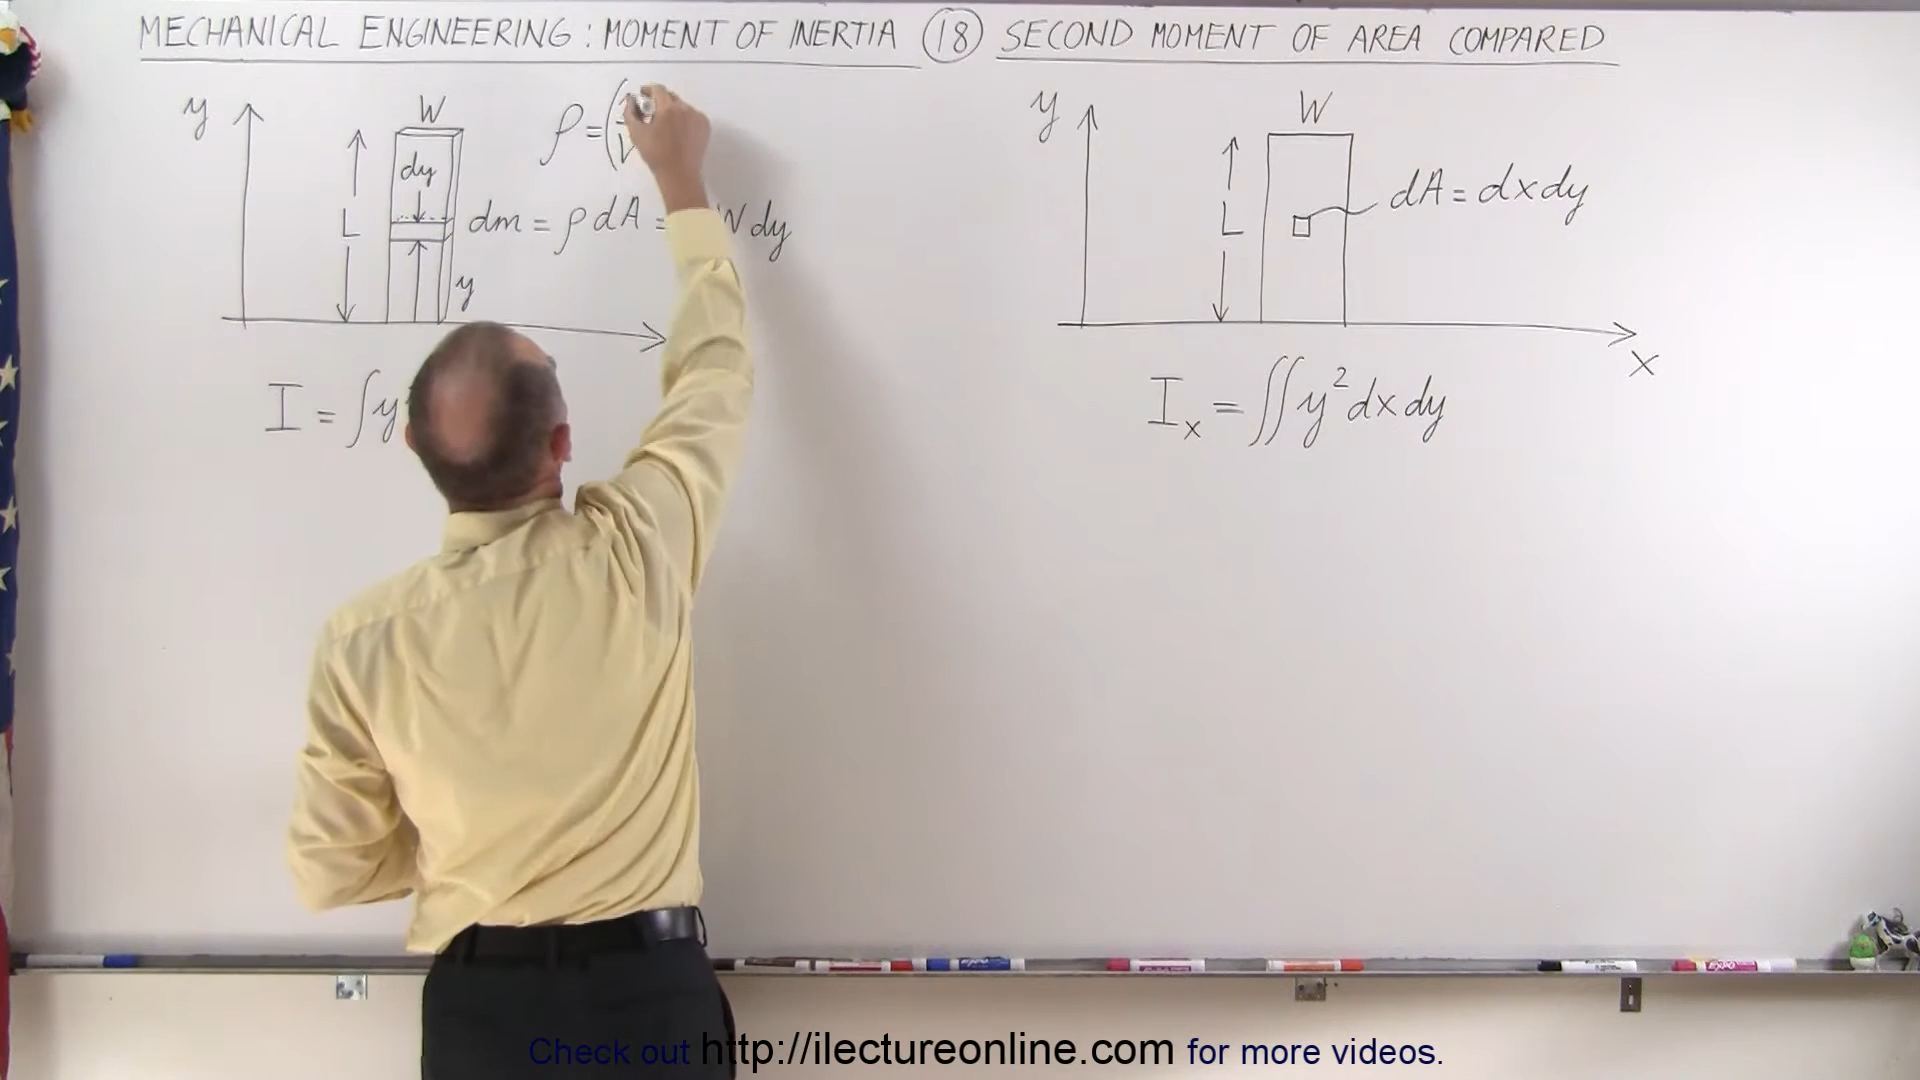 MECHANICAL ENGINEERING : MOMENT OF INERTIA 18 SECOND MOMENT OF AREA COMPARED
y
W
L
dy
y
ρ = (
dm = ρ dA = W dy
I = ∫ y
y
W
L
dA = dx dy
x
Iₓ = ∬ y² dx dy
EXPO
Check out http://ilectureonline.com for more videos.